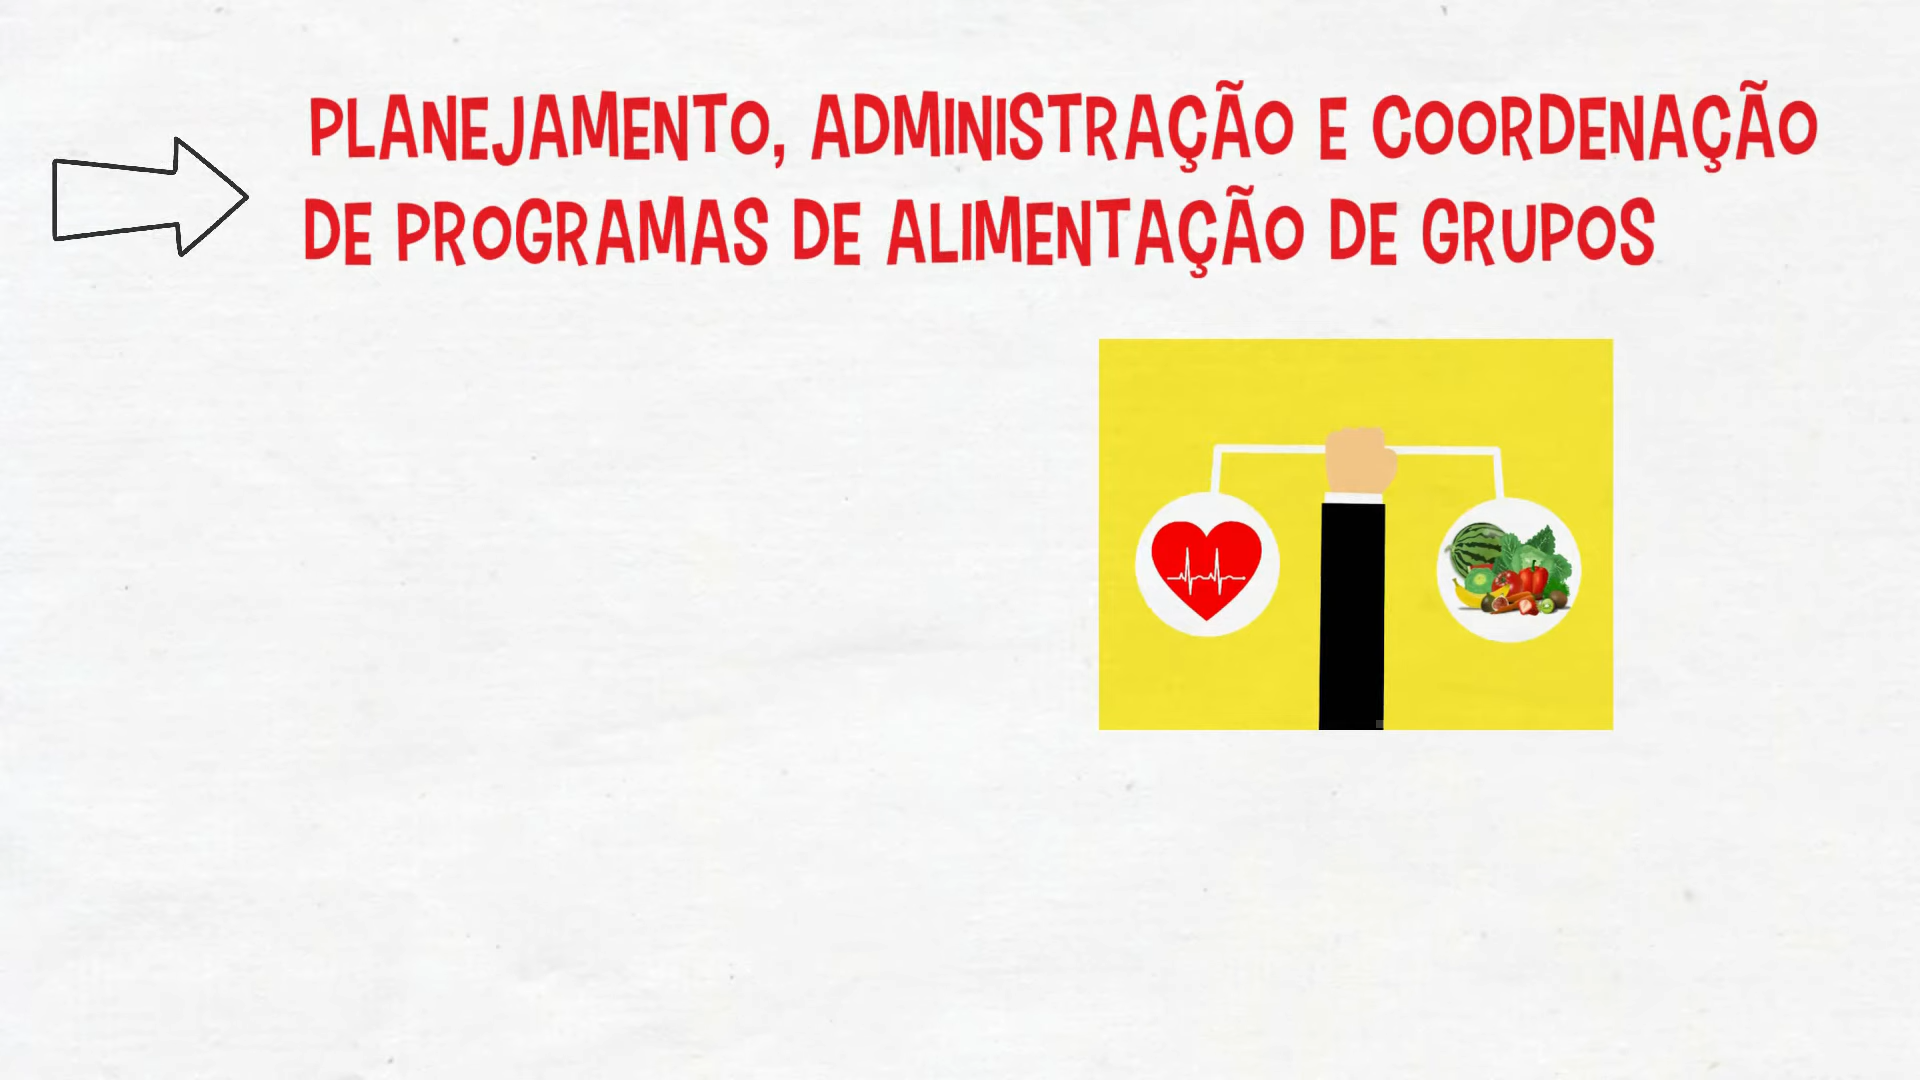 PLANEJAMENTO, ADMINISTRAÇÃO E COORDENAÇÃO
DE PROGRAMAS DE ALIMENTAÇÃO DE GRUPOS